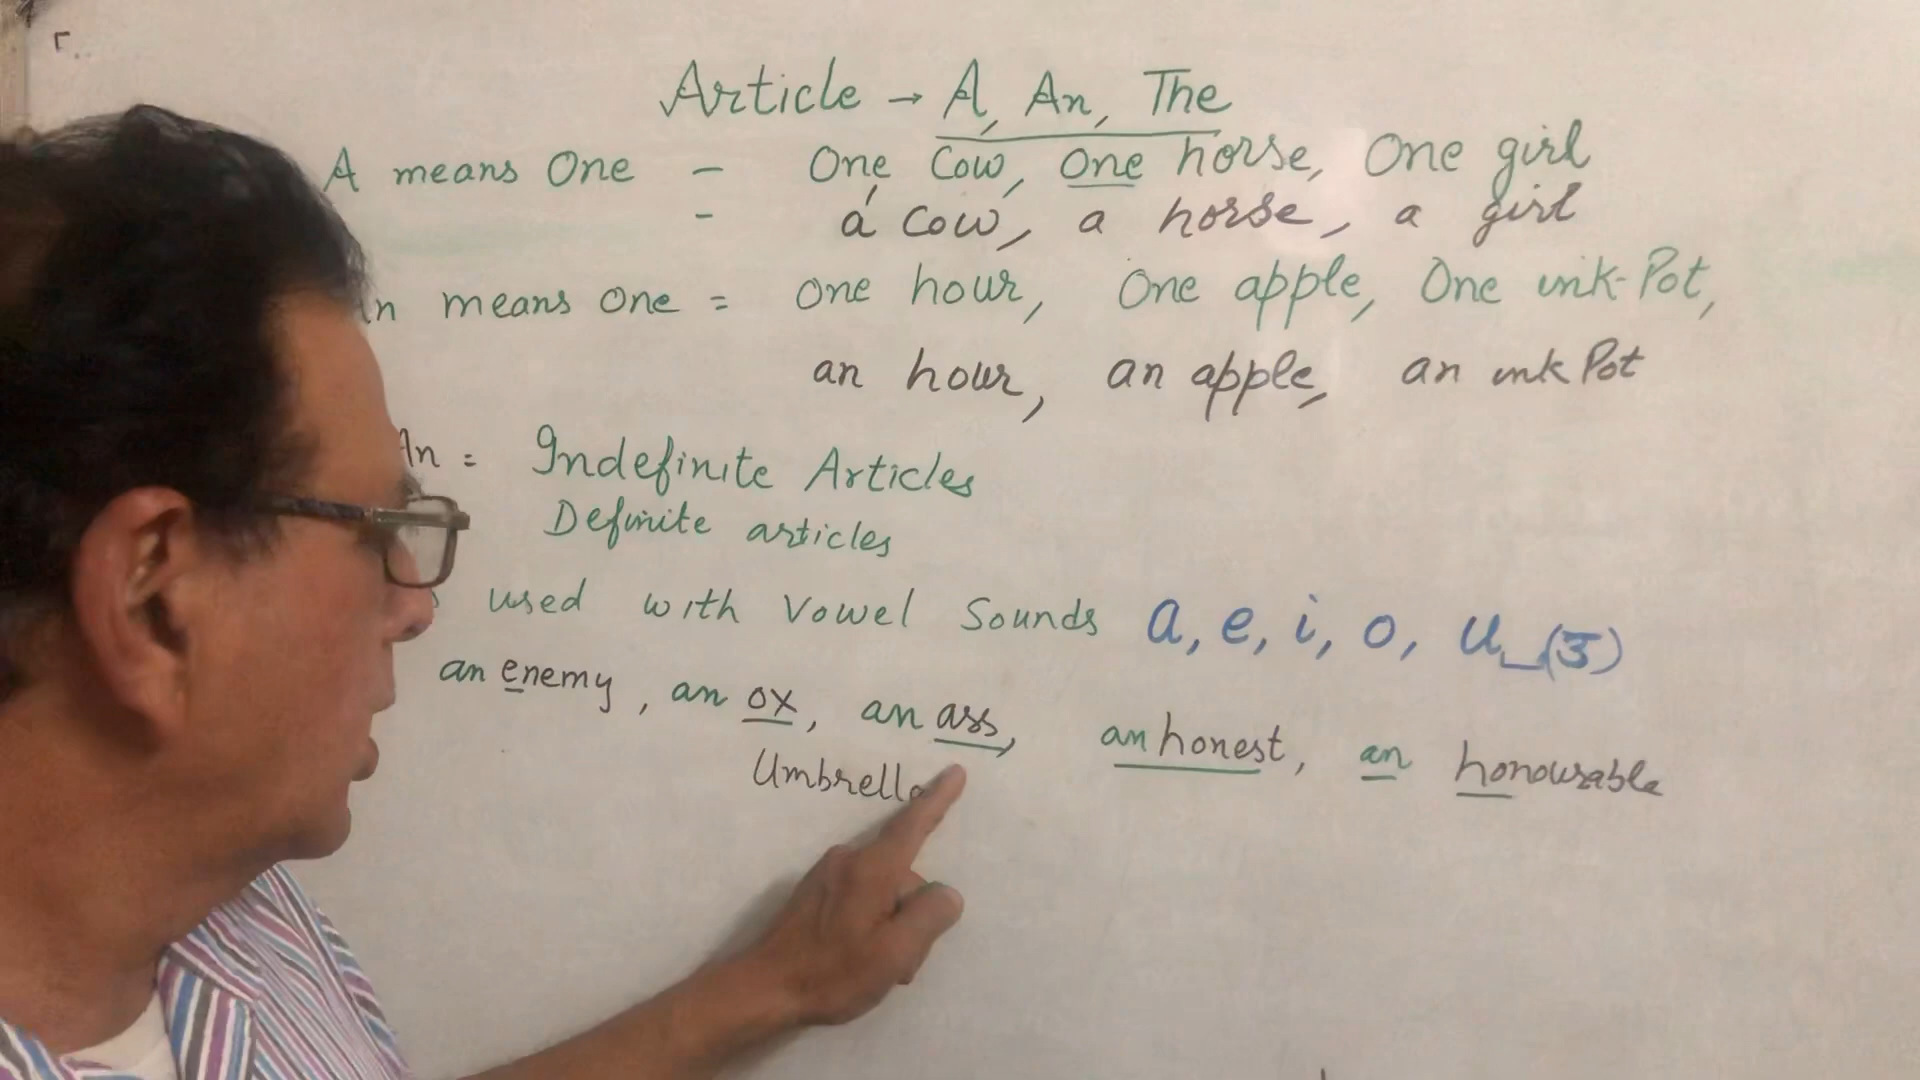 Article → A, An, The
A means One - One Cow, One horse, One girl
- a cow, a horse, a girl
n means one = one hour, One apple, One ink-Pot,
an hour, an apple, an ink Pot
An = Indefinite Articles
Definite articles
used with Vowel Sounds a, e, i, o, u (5)
an enemy, an ox, an ass, an honest, an honourable
Umbrella